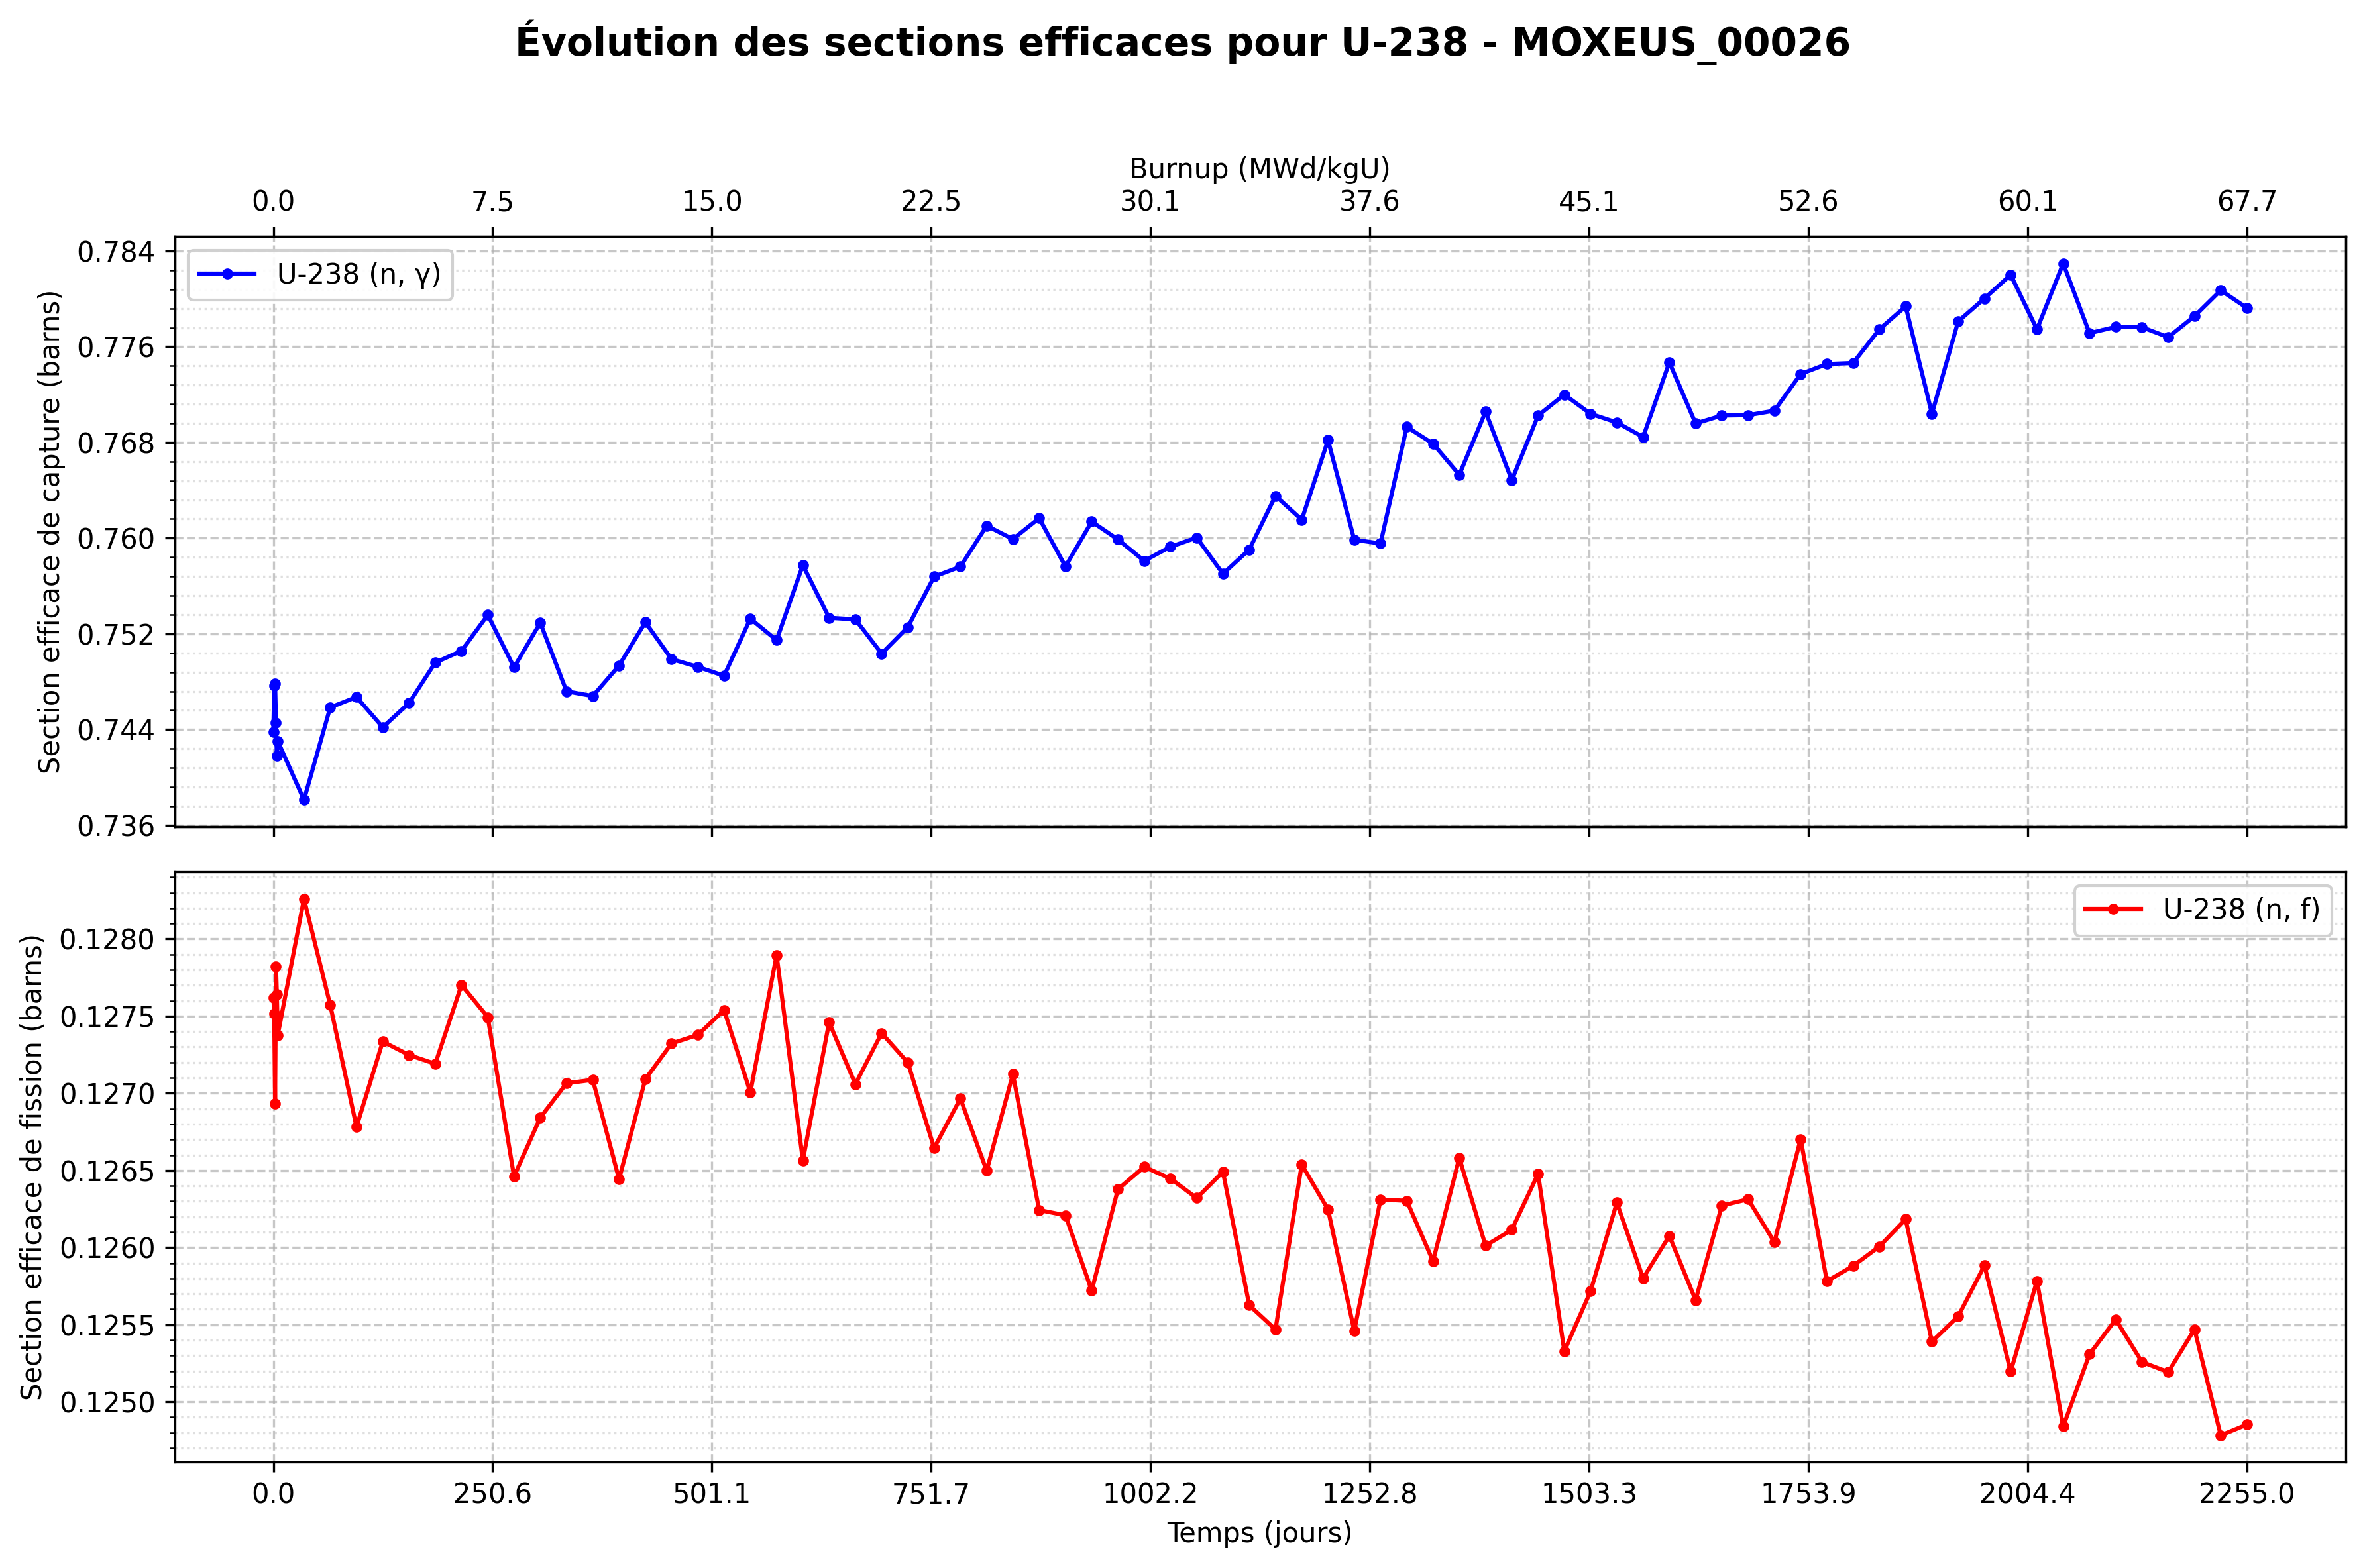 Évolution des sections efficaces pour U-238 - MOXEUS_00026
Burnup (MWd/kgU)
0.0 7.5 15.0 22.5 30.1 37.6 45.1 52.6 60.1 67.7
U-238 (n, γ)
Section efficace de capture (barns)
0.784
0.776
0.768
0.760
0.752
0.744
0.736
U-238 (n, f)
Section efficace de fission (barns)
0.1280
0.1275
0.1270
0.1265
0.1260
0.1255
0.1250
0.0 250.6 501.1 751.7 1002.2 1252.8 1503.3 1753.9 2004.4 2255.0
Temps (jours)